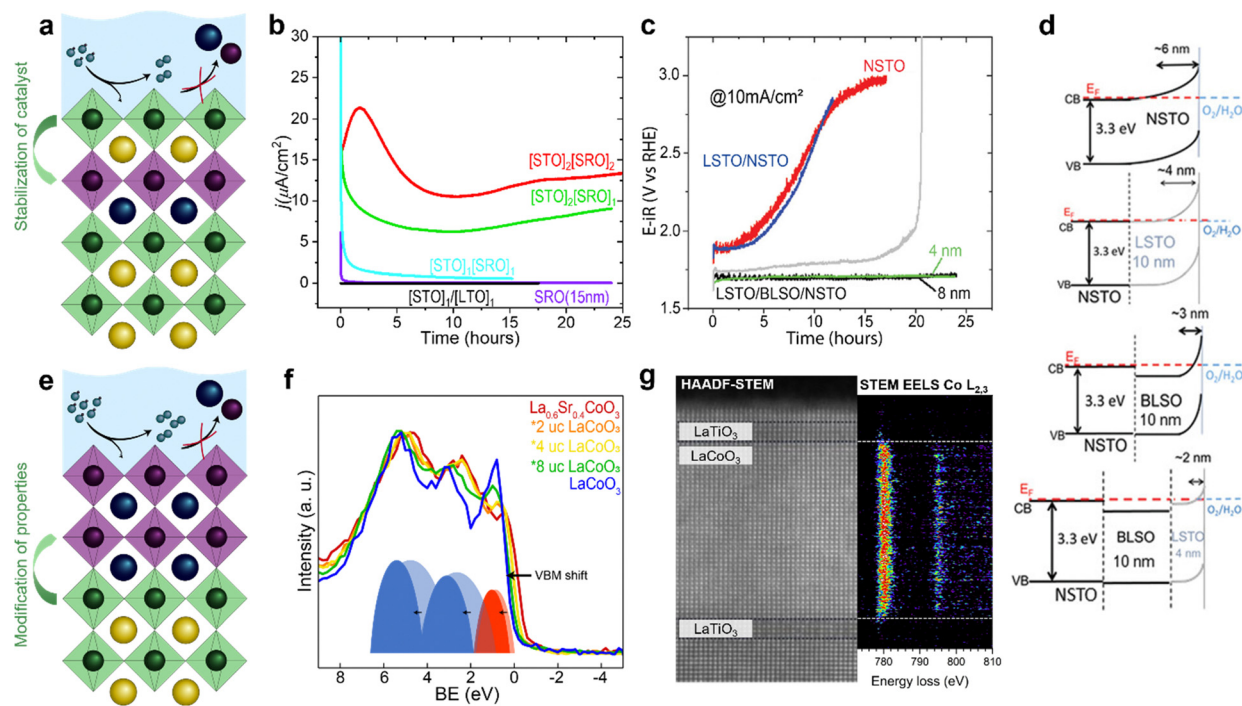 a
Stabilization of catalyst
b
j(μA/cm²)
30
25
20
15
10
5
0
[STO]₂[SRO]₂
[STO]₂[SRO]₁
[STO]₁[SRO]₁
[STO]₁/[LTO]₁
SRO(15nm)
0
5
10
15
20
25
Time (hours)
c
E-iR (V vs RHE)
3.0
2.5
2.0
1.5
@10mA/cm²
NSTO
LSTO/NSTO
4 nm
LSTO/BLSO/NSTO
8 nm
0
5
10
15
20
25
Time (hours)
d
~6 nm
E_F
CB
O₂/H₂O
3.3 eV
NSTO
VB
~4 nm
E_F
CB
O₂/H₂O
3.3 eV
LSTO
10 nm
VB
NSTO
~3 nm
E_F
CB
O₂/H₂O
3.3 eV
BLSO
10 nm
VB
NSTO
~2 nm
E_F
CB
O₂/H₂O
3.3 eV
BLSO
10 nm
LSTO
4 nm
VB
NSTO
e
Modification of properties
f
Intensity (a. u.)
La₀.₆Sr₀.₄CoO₃
*2 uc LaCoO₃
*4 uc LaCoO₃
*8 uc LaCoO₃
LaCoO₃
VBM shift
8
6
4
2
0
-2
-4
BE (eV)
g
HAADF-STEM
STEM EELS Co L₂,₃
LaTiO₃
LaCoO₃
LaTiO₃
780
790
800
810
Energy loss (eV)